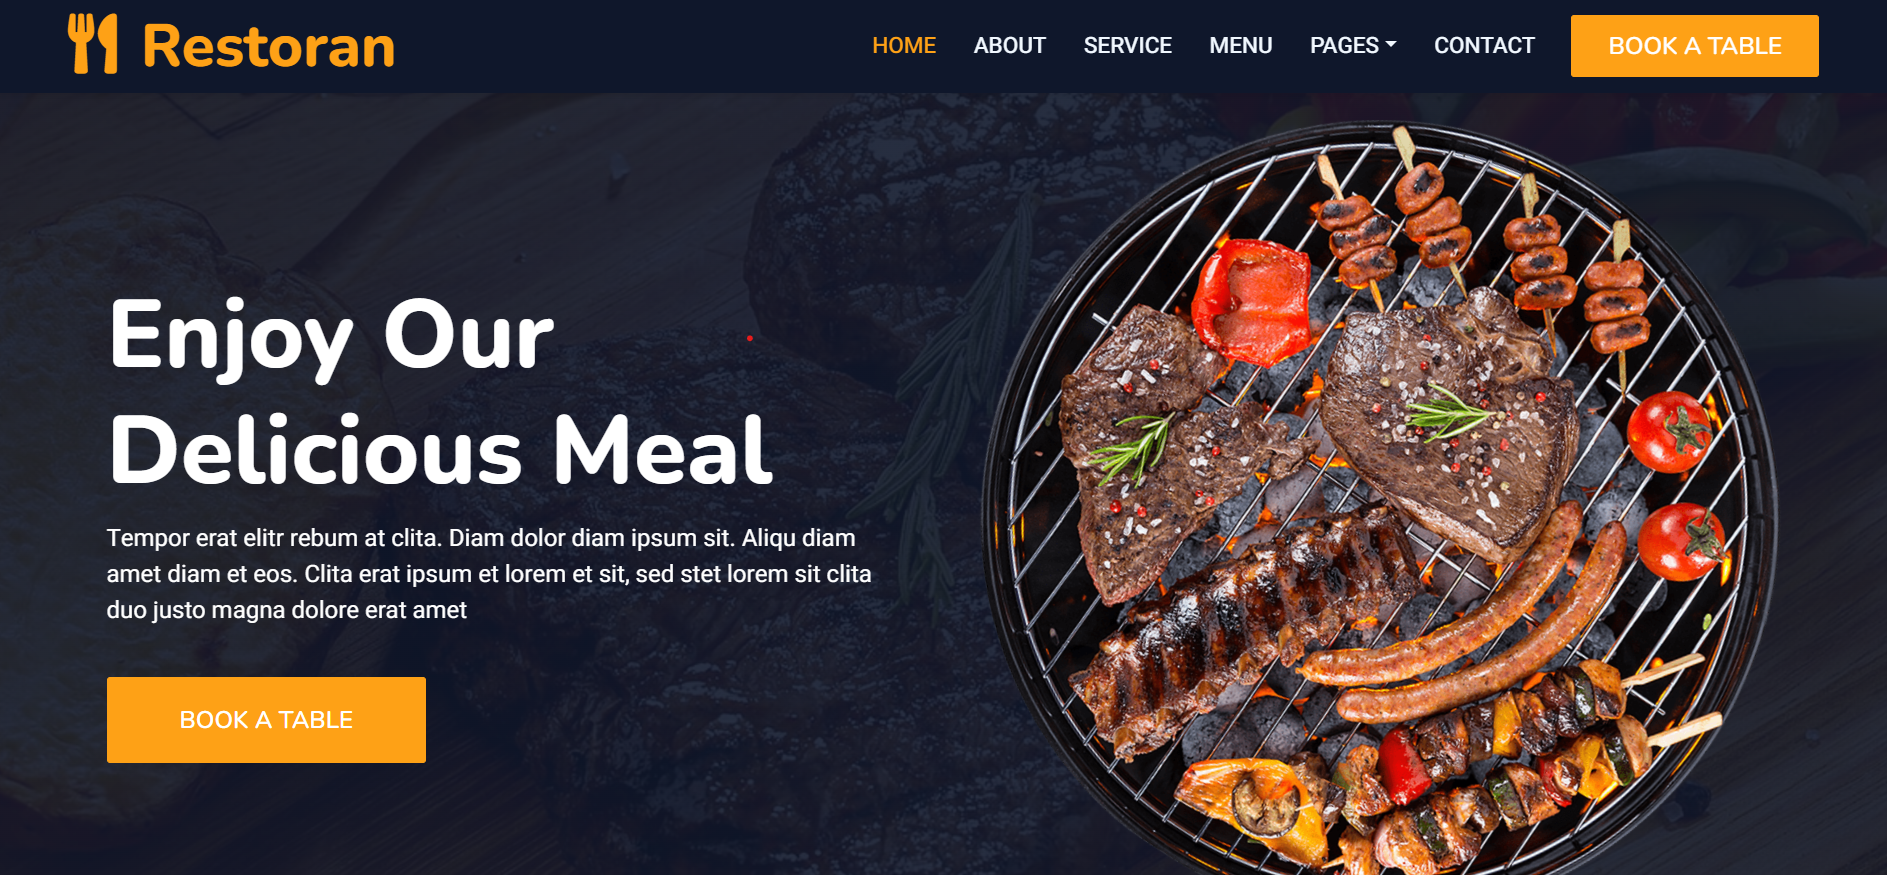 Restoran
HOME ABOUT SERVICE MENU PAGES CONTACT BOOK A TABLE
Enjoy Our
Delicious Meal
Tempor erat elitr rebum at clita. Diam dolor diam ipsum sit. Aliqu diam
amet diam et eos. Clita erat ipsum et lorem et sit, sed stet lorem sit clita
duo justo magna dolore erat amet
BOOK A TABLE